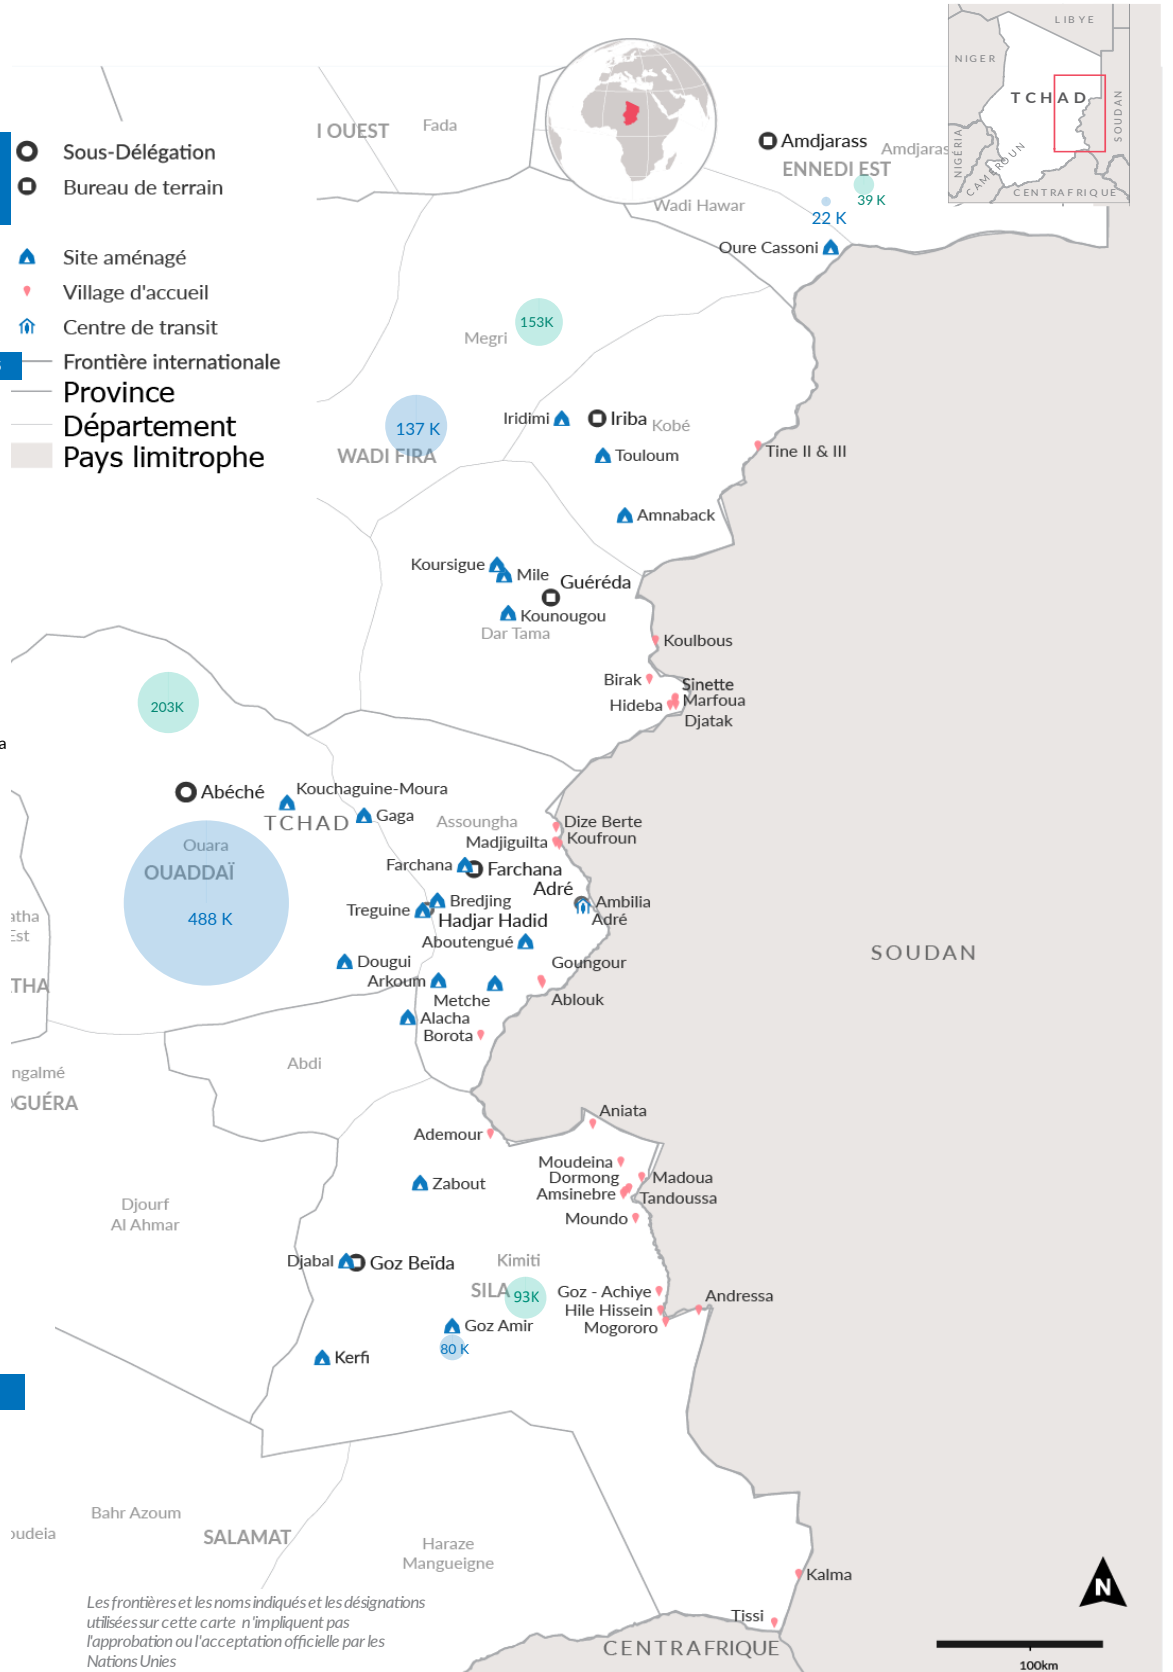 LIBYE
NIGER
TCHAD
SOUDAN
NIGÉRIA
CAMEROUN
CENTRAFRIQUE
I OUEST
Fada
Amdjarass
ENNEDI EST
Amdjaras
39 K
22 K
Wadi Hawar
Oure Cassoni
Sous-Délégation
Bureau de terrain
Site aménagé
Village d'accueil
Centre de transit
Frontière internationale
Province
Département
Pays limitrophe
153K
Megri
137 K
WADI FIRA
Iridimi
Iriba
Kobé
Touloum
Tine II & III
Amnaback
Koursigue
Mile
Guéréda
Kounougou
Dar Tama
Koulbous
Birak
Sinette
Marfoua
Hideba
Djatak
203K
a
Abéché
Kouchaguine-Moura
TCHAD
Gaga
Assoungha
Dize Berte
Madjiguilta
Koufroun
Ouara
OUADDAÏ
488 K
Farchana
Farchana
Adré
Bredjing
Ambilia
Treguine
Hadjar Hadid
Adré
Aboutengué
atha
Est
THA
Dougui
Goungour
Arkoum
Metche
Ablouk
Alacha
Borota
SOUDAN
Abdi
ngalmé
GUÉRA
Aniata
Ademour
Moudeina
Dormong
Madoua
Zabout
Amsinebre
Tandoussa
Moundo
Djourf
Al Ahmar
Djabal
Goz Beïda
Kimiti
SILA
93K
Goz - Achiye
Andressa
Hile Hissein
Goz Amir
Mogororo
80 K
Kerfi
Bahr Azoum
oudeia
SALAMAT
Haraze
Mangueigne
Kalma
Tissi
CENTRAFRIQUE
N
100km
Les frontières et les noms indiqués et les désignations
utilisées sur cette carte n'impliquent pas
l'approbation ou l'acceptation officielle par les
Nations Unies